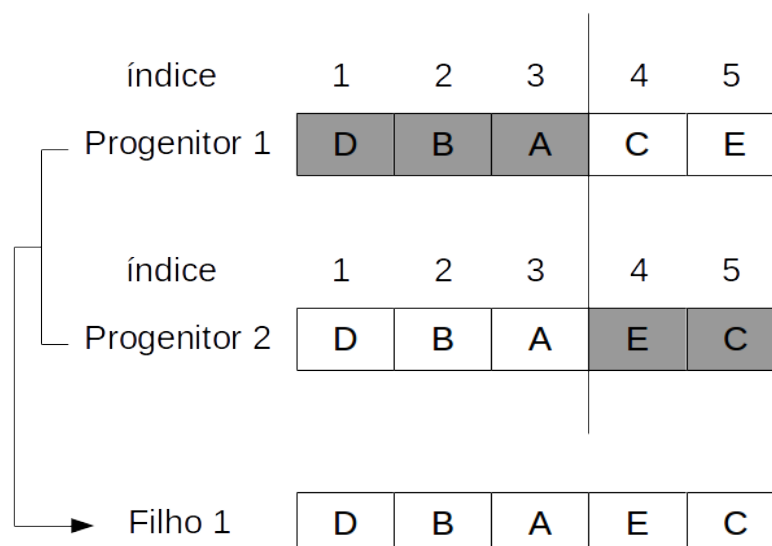 índice 1 2 3 4 5
Progenitor 1 D B A C E
índice 1 2 3 4 5
Progenitor 2 D B A E C
Filho 1 D B A E C